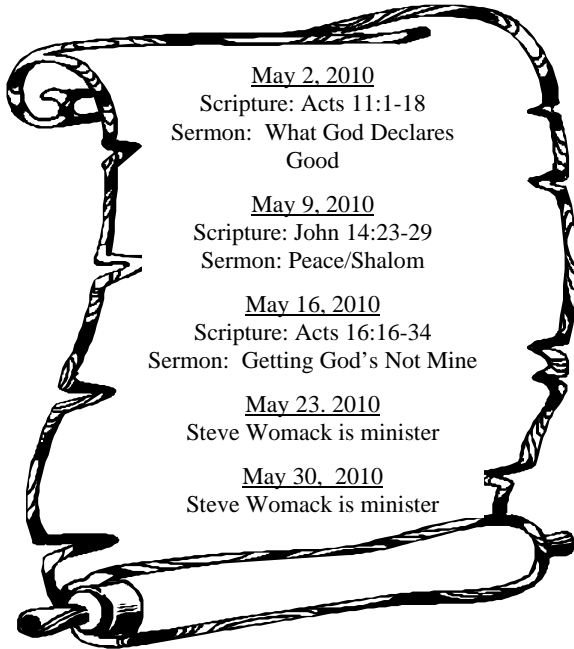 May 2, 2010
Scripture: Acts 11:1-18
Sermon:  What God Declares
Good
May 9, 2010
Scripture: John 14:23-29
Sermon: Peace/Shalom
May 16, 2010
Scripture: Acts 16:16-34
Sermon:  Getting God’s Not Mine
May 23. 2010
Steve Womack is minister
May 30,  2010
Steve Womack is minister